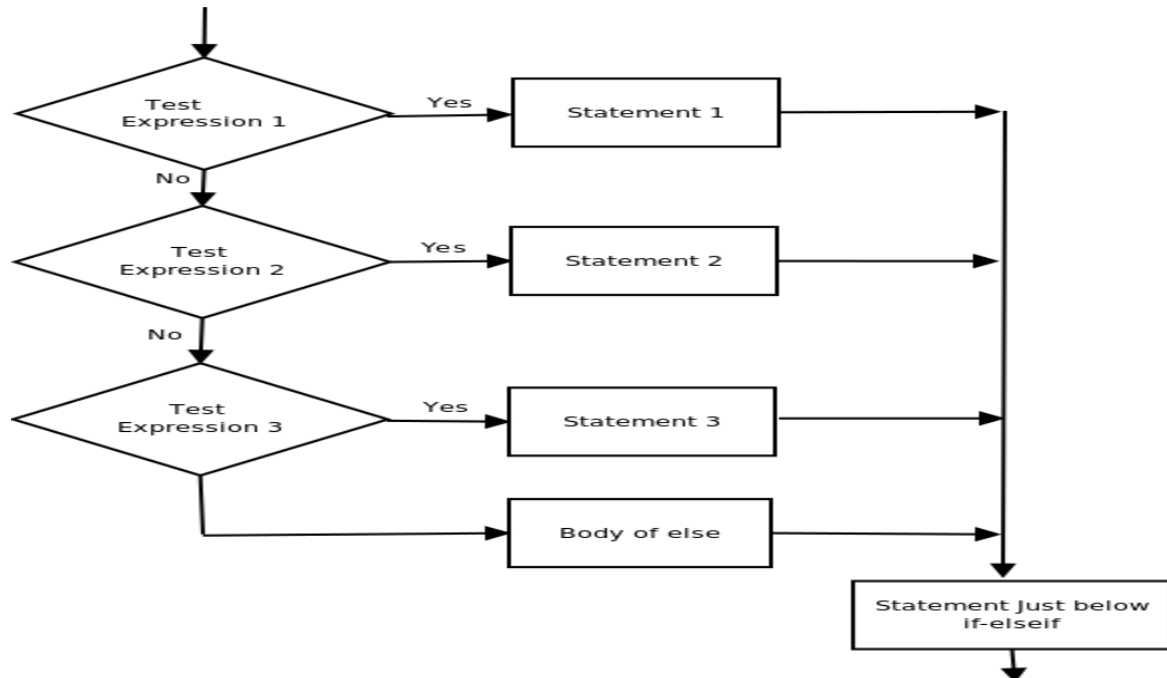 Test
Expression 1
Yes
Statement 1
No
Test
Expression 2
Yes
Statement 2
No
Test
Expression 3
Yes
Statement 3
Body of else
Statement Just below
if-elseif